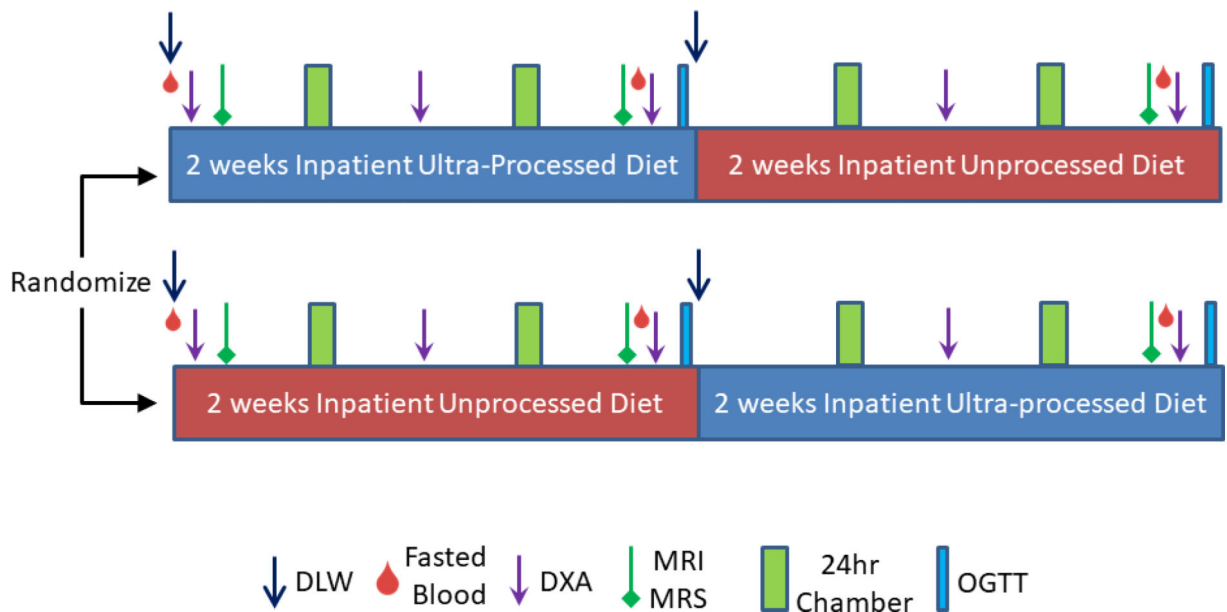 2 weeks Inpatient Ultra-Processed Diet
2 weeks Inpatient Unprocessed Diet
Randomize
2 weeks Inpatient Unprocessed Diet
2 weeks Inpatient Ultra-processed Diet
DLW
Fasted
Blood
DXA
MRI
MRS
24hr
Chamber
OGTT